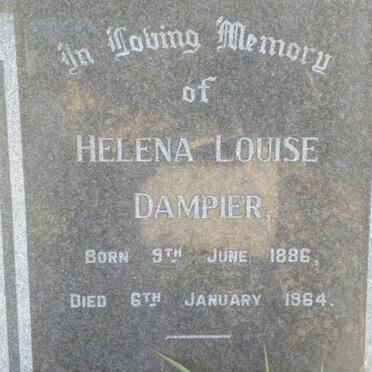 In Loving Memory
of
HELENA LOUISE
DAMPIER,
BORN 9TH JUNE 1886,
DIED 6TH JANUARY 1964.